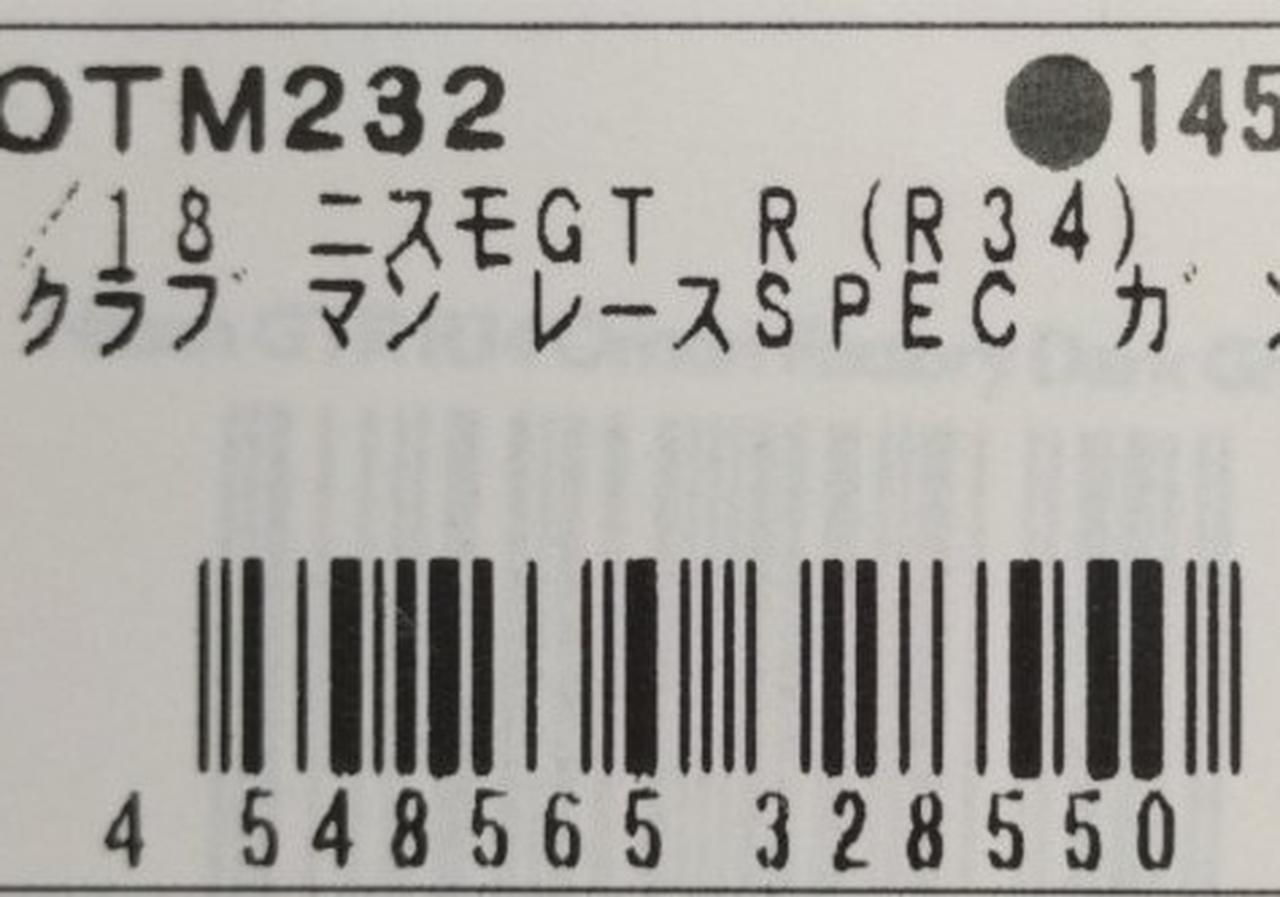 OTM232 ●145
/18 ニスモGT R (R34)
クラブ マン レースSPEC ガ
4 548565 328550